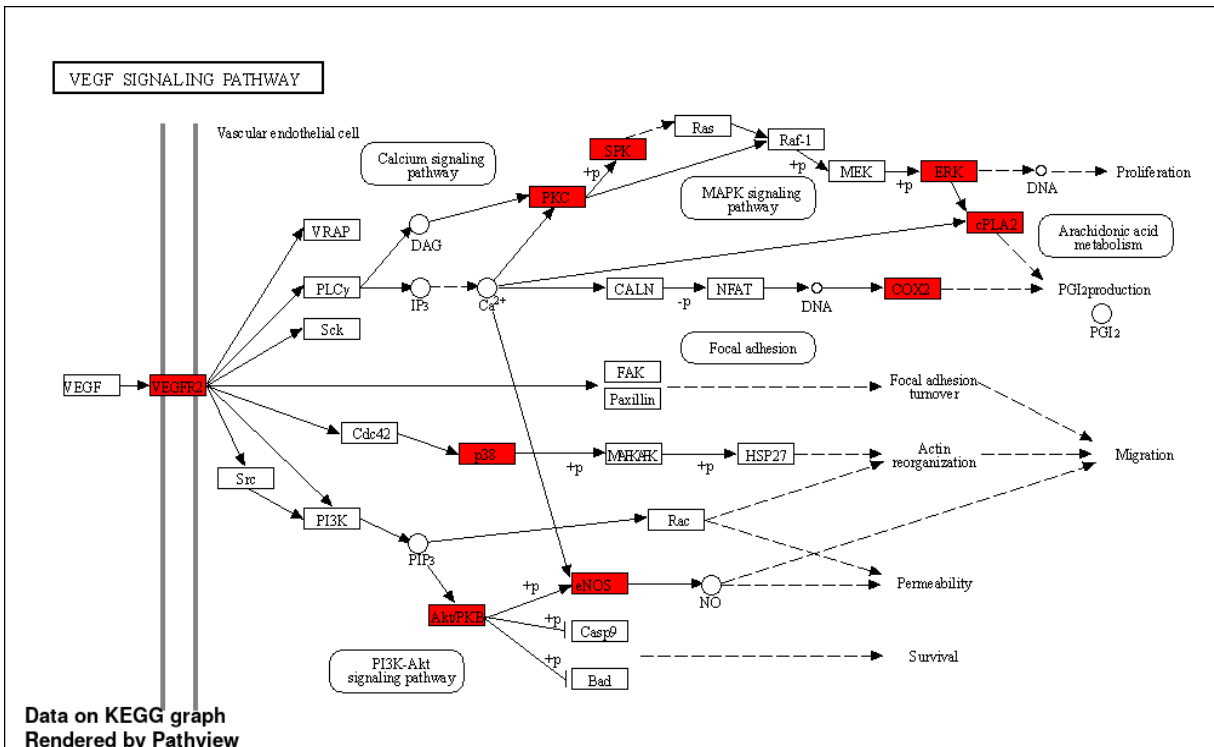 VEGF SIGNALING PATHWAY
Vascular endothelial cell
Calcium signaling
pathway
SPK
Ras
Raf-1
+p
+p
MEK
+p
ERK
DNA
Proliferation
PKC
MAPK signaling
pathway
cPLA2
Arachidonic acid
metabolism
VRAP
DAG
PLCγ
IP3
Ca2+
CALN
-p
NFAT
DNA
COX2
PGI2production
PGI2
Sck
Focal adhesion
VEGF
VEGFR2
FAK
Paxillin
Focal adhesion
turnover
Cdc42
p38
+p
+p
HSP27
Actin
reorganization
Migration
Src
PI3K
PIP3
Rac
Akt/PKB
+p
eNOS
NO
Permeability
+p
Casp9
+p
Bad
Survival
PI3K-Akt
signaling pathway
Data on KEGG graph
Rendered by Pathview